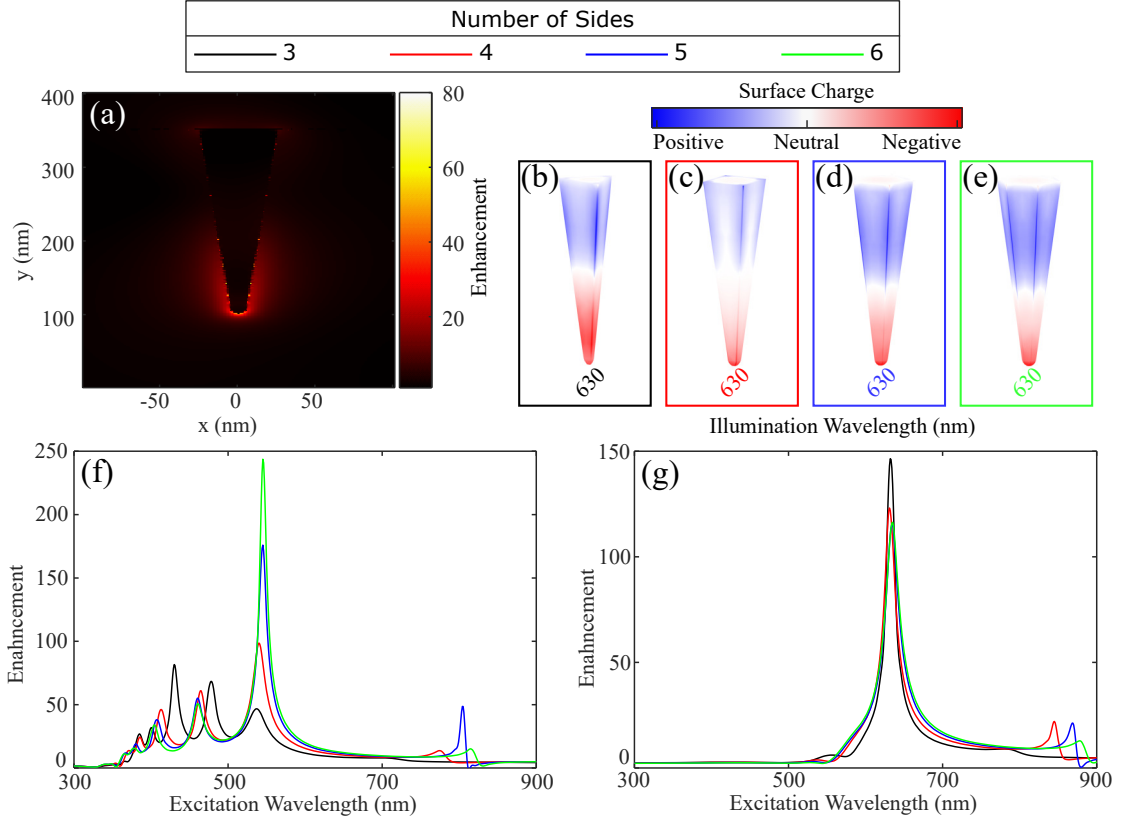 Number of Sides
3 4 5 6
(a)
400
300
200
100
y (nm)
-50 0 50
x (nm)
80
60
40
20
Enhancement
Surface Charge
Positive Neutral Negative
(b) (c) (d) (e)
630 630 630 630
Illumination Wavelength (nm)
(f)
250
200
150
100
50
0
Enahncement
300 500 700 900
Excitation Wavelength (nm)
(g)
150
100
50
0
Enahncement
300 500 700 900
Excitation Wavelength (nm)